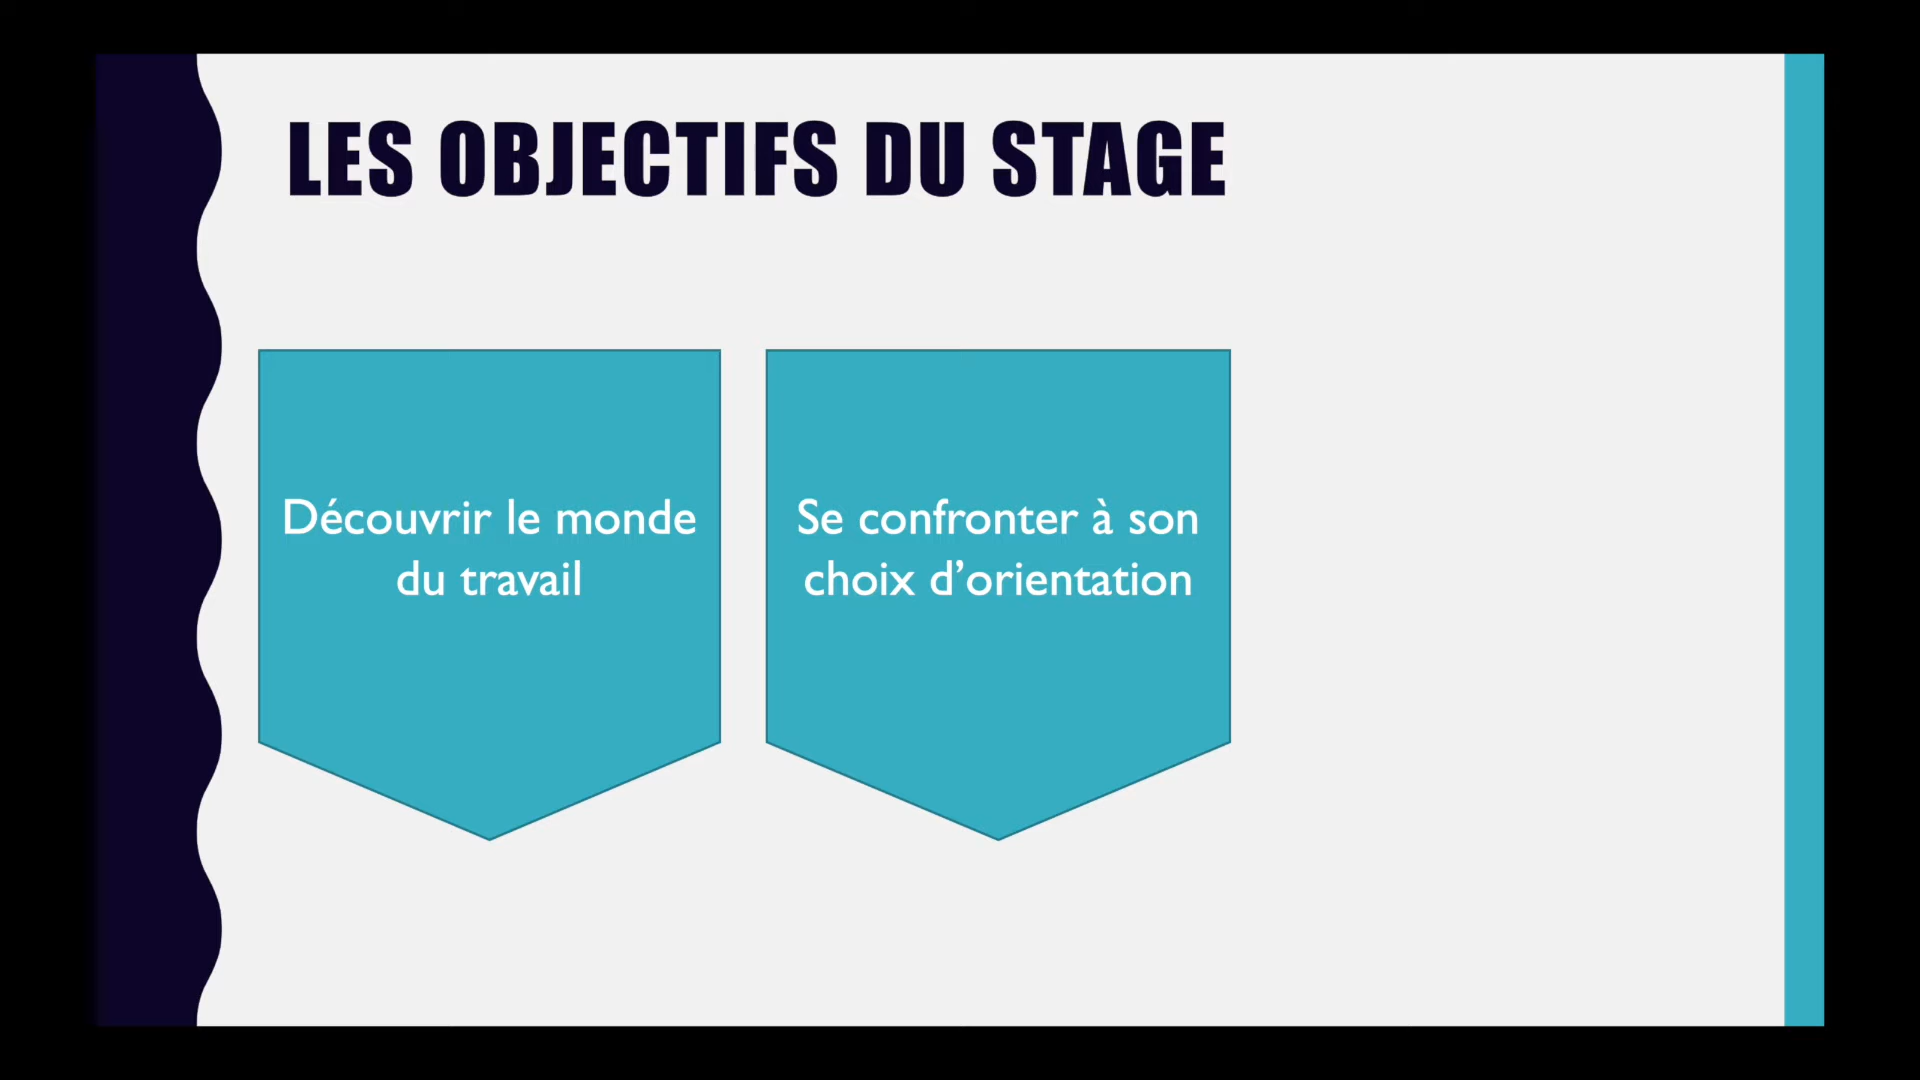 LES OBJECTIFS DU STAGE
Découvrir le monde
du travail
Se confronter à son
choix d’orientation